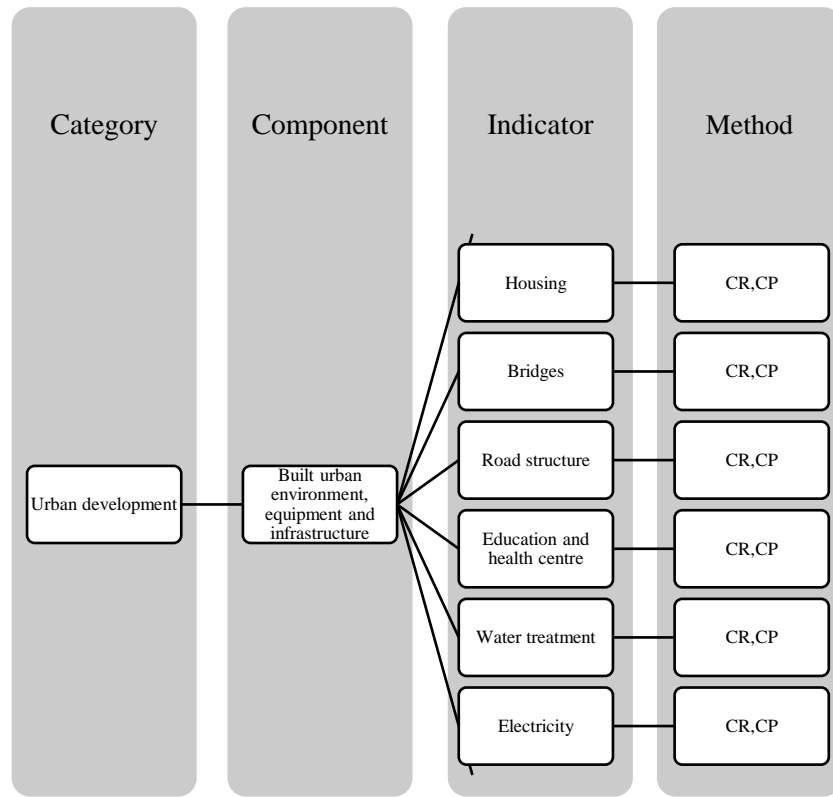 Category
Component
Indicator
Method
Urban development
Built urban
environment,
equipment and
infrastructure
Housing
CR,CP
Bridges
CR,CP
Road structure
CR,CP
Education and
health centre
CR,CP
Water treatment
CR,CP
Electricity
CR,CP